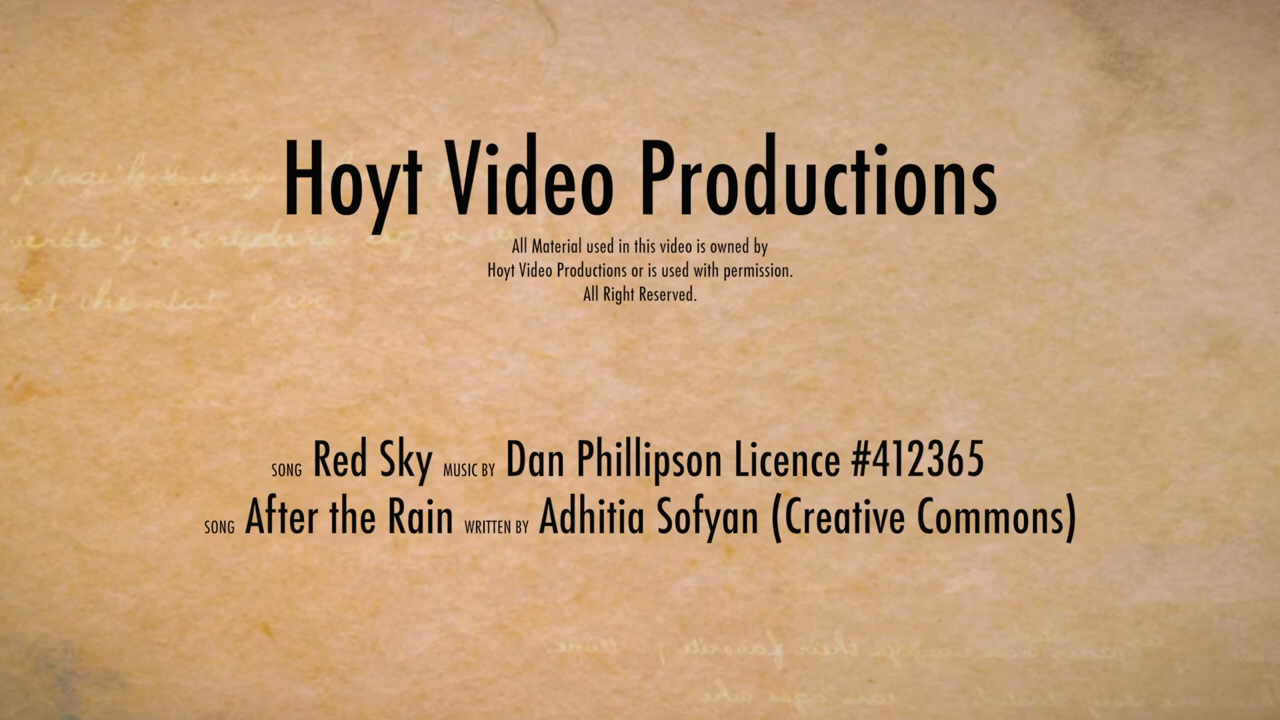 Hoyt Video Productions
All Material used in this video is owned by
Hoyt Video Productions or is used with permission.
All Right Reserved.
SONG Red Sky MUSIC BY Dan Phillipson Licence #412365
SONG After the Rain WRITTEN BY Adhitia Sofyan (Creative Commons)